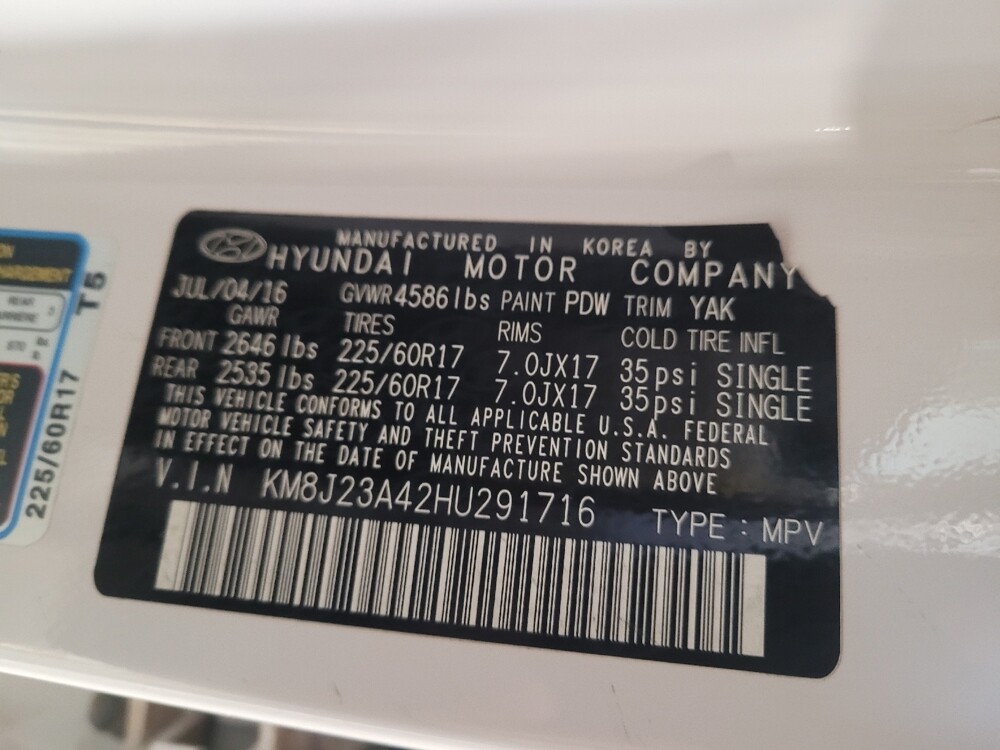 MANUFACTURED IN KOREA BY
HYUNDAI MOTOR COMPANY
JUL/04/16 GVWR 4586 lbs PAINT PDW TRIM YAK
GAWR TIRES RIMS COLD TIRE INFL
FRONT 2646 lbs 225/60R17 7.0JX17 35psi SINGLE
REAR 2535 lbs 225/60R17 7.0JX17 35psi SINGLE
THIS VEHICLE CONFORMS TO ALL APPLICABLE U.S.A. FEDERAL
MOTOR VEHICLE SAFETY AND THEFT PREVENTION STANDARDS
IN EFFECT ON THE DATE OF MANUFACTURE SHOWN ABOVE
V.I.N KM8J23A42HU291716 TYPE : MPV
225/60R17 T5
REAR